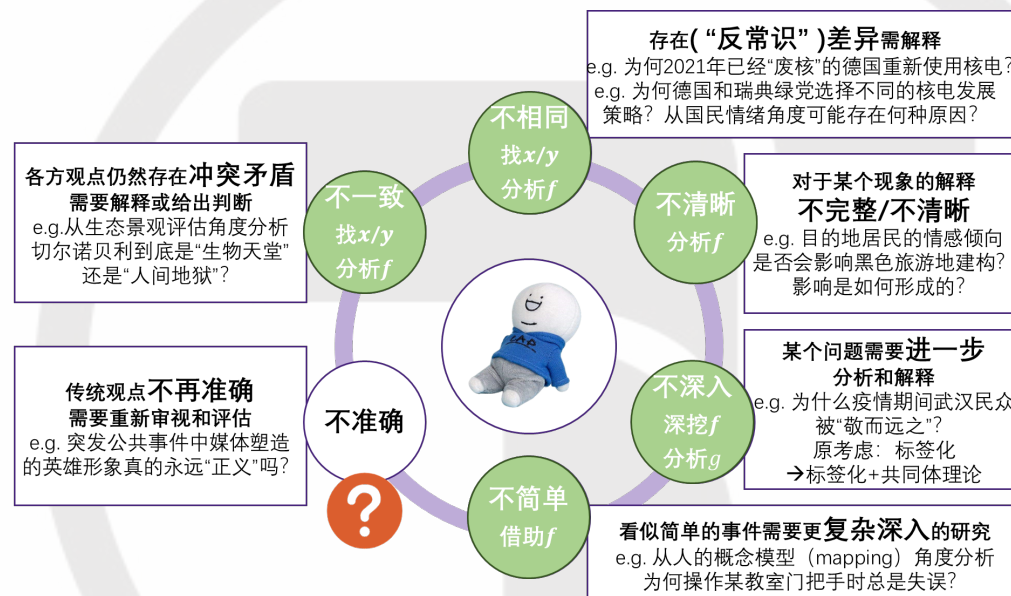 存在( “反常识” )差异需解释
e.g. 为何2021年已经“废核”的德国重新使用核电?
e.g. 为何德国和瑞典绿党选择不同的核电发展
策略？从国民情绪角度可能存在何种原因?
不相同
找x/y
分析f
各方观点仍然存在冲突矛盾
需要解释或给出判断
e.g.从生态景观评估角度分析
切尔诺贝利到底是“生物天堂”
还是“人间地狱”?
不一致
找x/y
分析f
不清晰
分析f
对于某个现象的解释
不完整/不清晰
e.g. 目的地居民的情感倾向
是否会影响黑色旅游地建构?
影响是如何形成的?
传统观点不再准确
需要重新审视和评估
e.g. 突发公共事件中媒体塑造
的英雄形象真的永远“正义”吗?
不准确
?
不深入
深挖f
分析g
某个问题需要进一步
分析和解释
e.g. 为什么疫情期间武汉民众
被“敬而远之”?
原考虑：标签化
→标签化+共同体理论
不简单
借助f
看似简单的事件需要更复杂深入的研究
e.g. 从人的概念模型（mapping）角度分析
为何操作某教室门把手时总是失误?